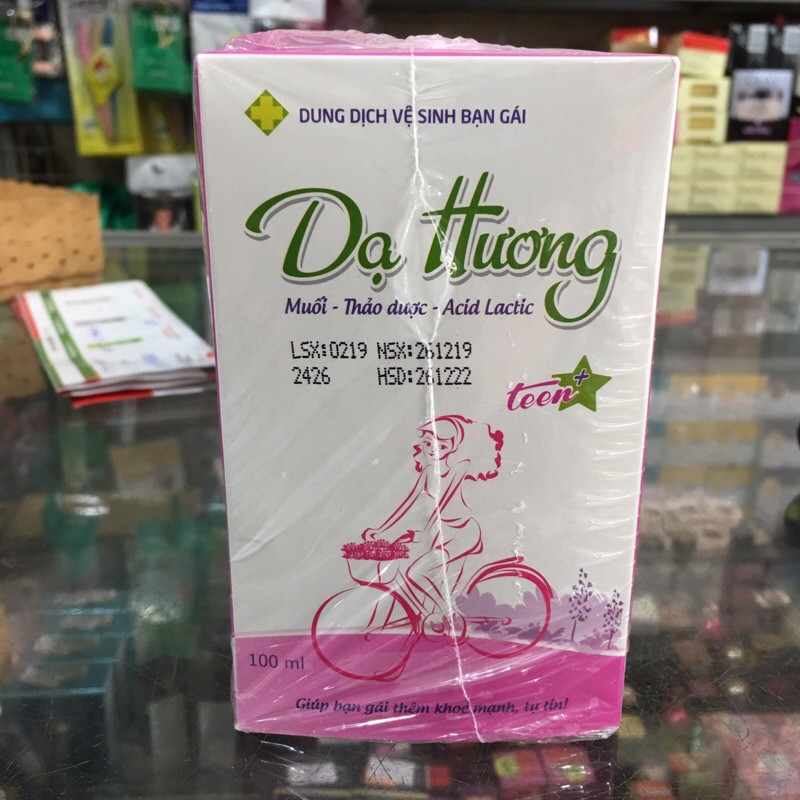 DUNG DỊCH VỆ SINH BẠN GÁI
Dạ Hương
Muối - Thảo dược - Acid Lactic
LSX:0219 NSX:261219
2426 HSD:261222
teen+
100 ml
Giúp bạn gái thêm khoẻ mạnh, tự tin!